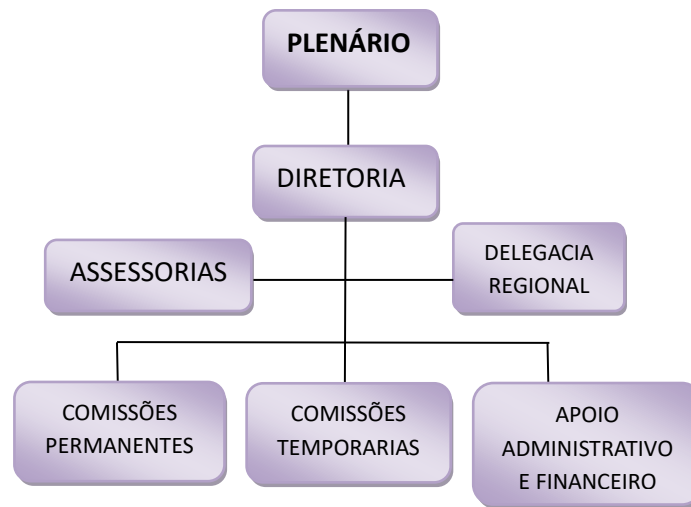 PLENÁRIO
DIRETORIA
ASSESSORIAS
DELEGACIA
REGIONAL
COMISSÕES
PERMANENTES
COMISSÕES
TEMPORARIAS
APOIO
ADMINISTRATIVO
E FINANCEIRO